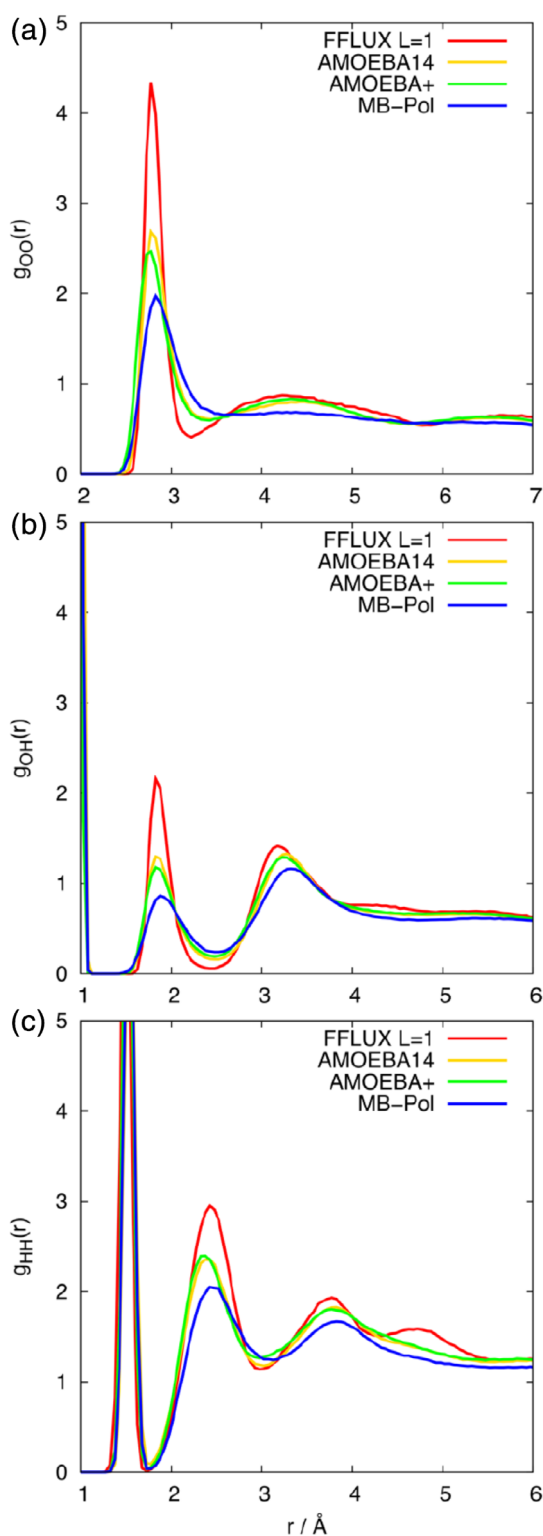 (a)
5
4
3
2
1
0
g_OO(r)
FFLUX L=1
AMOEBA14
AMOEBA+
MB-Pol
2 3 4 5 6 7
(b)
5
4
3
2
1
0
g_OH(r)
FFLUX L=1
AMOEBA14
AMOEBA+
MB-Pol
1 2 3 4 5 6
(c)
5
4
3
2
1
0
g_HH(r)
FFLUX L=1
AMOEBA14
AMOEBA+
MB-Pol
1 2 3 4 5 6
r / Å